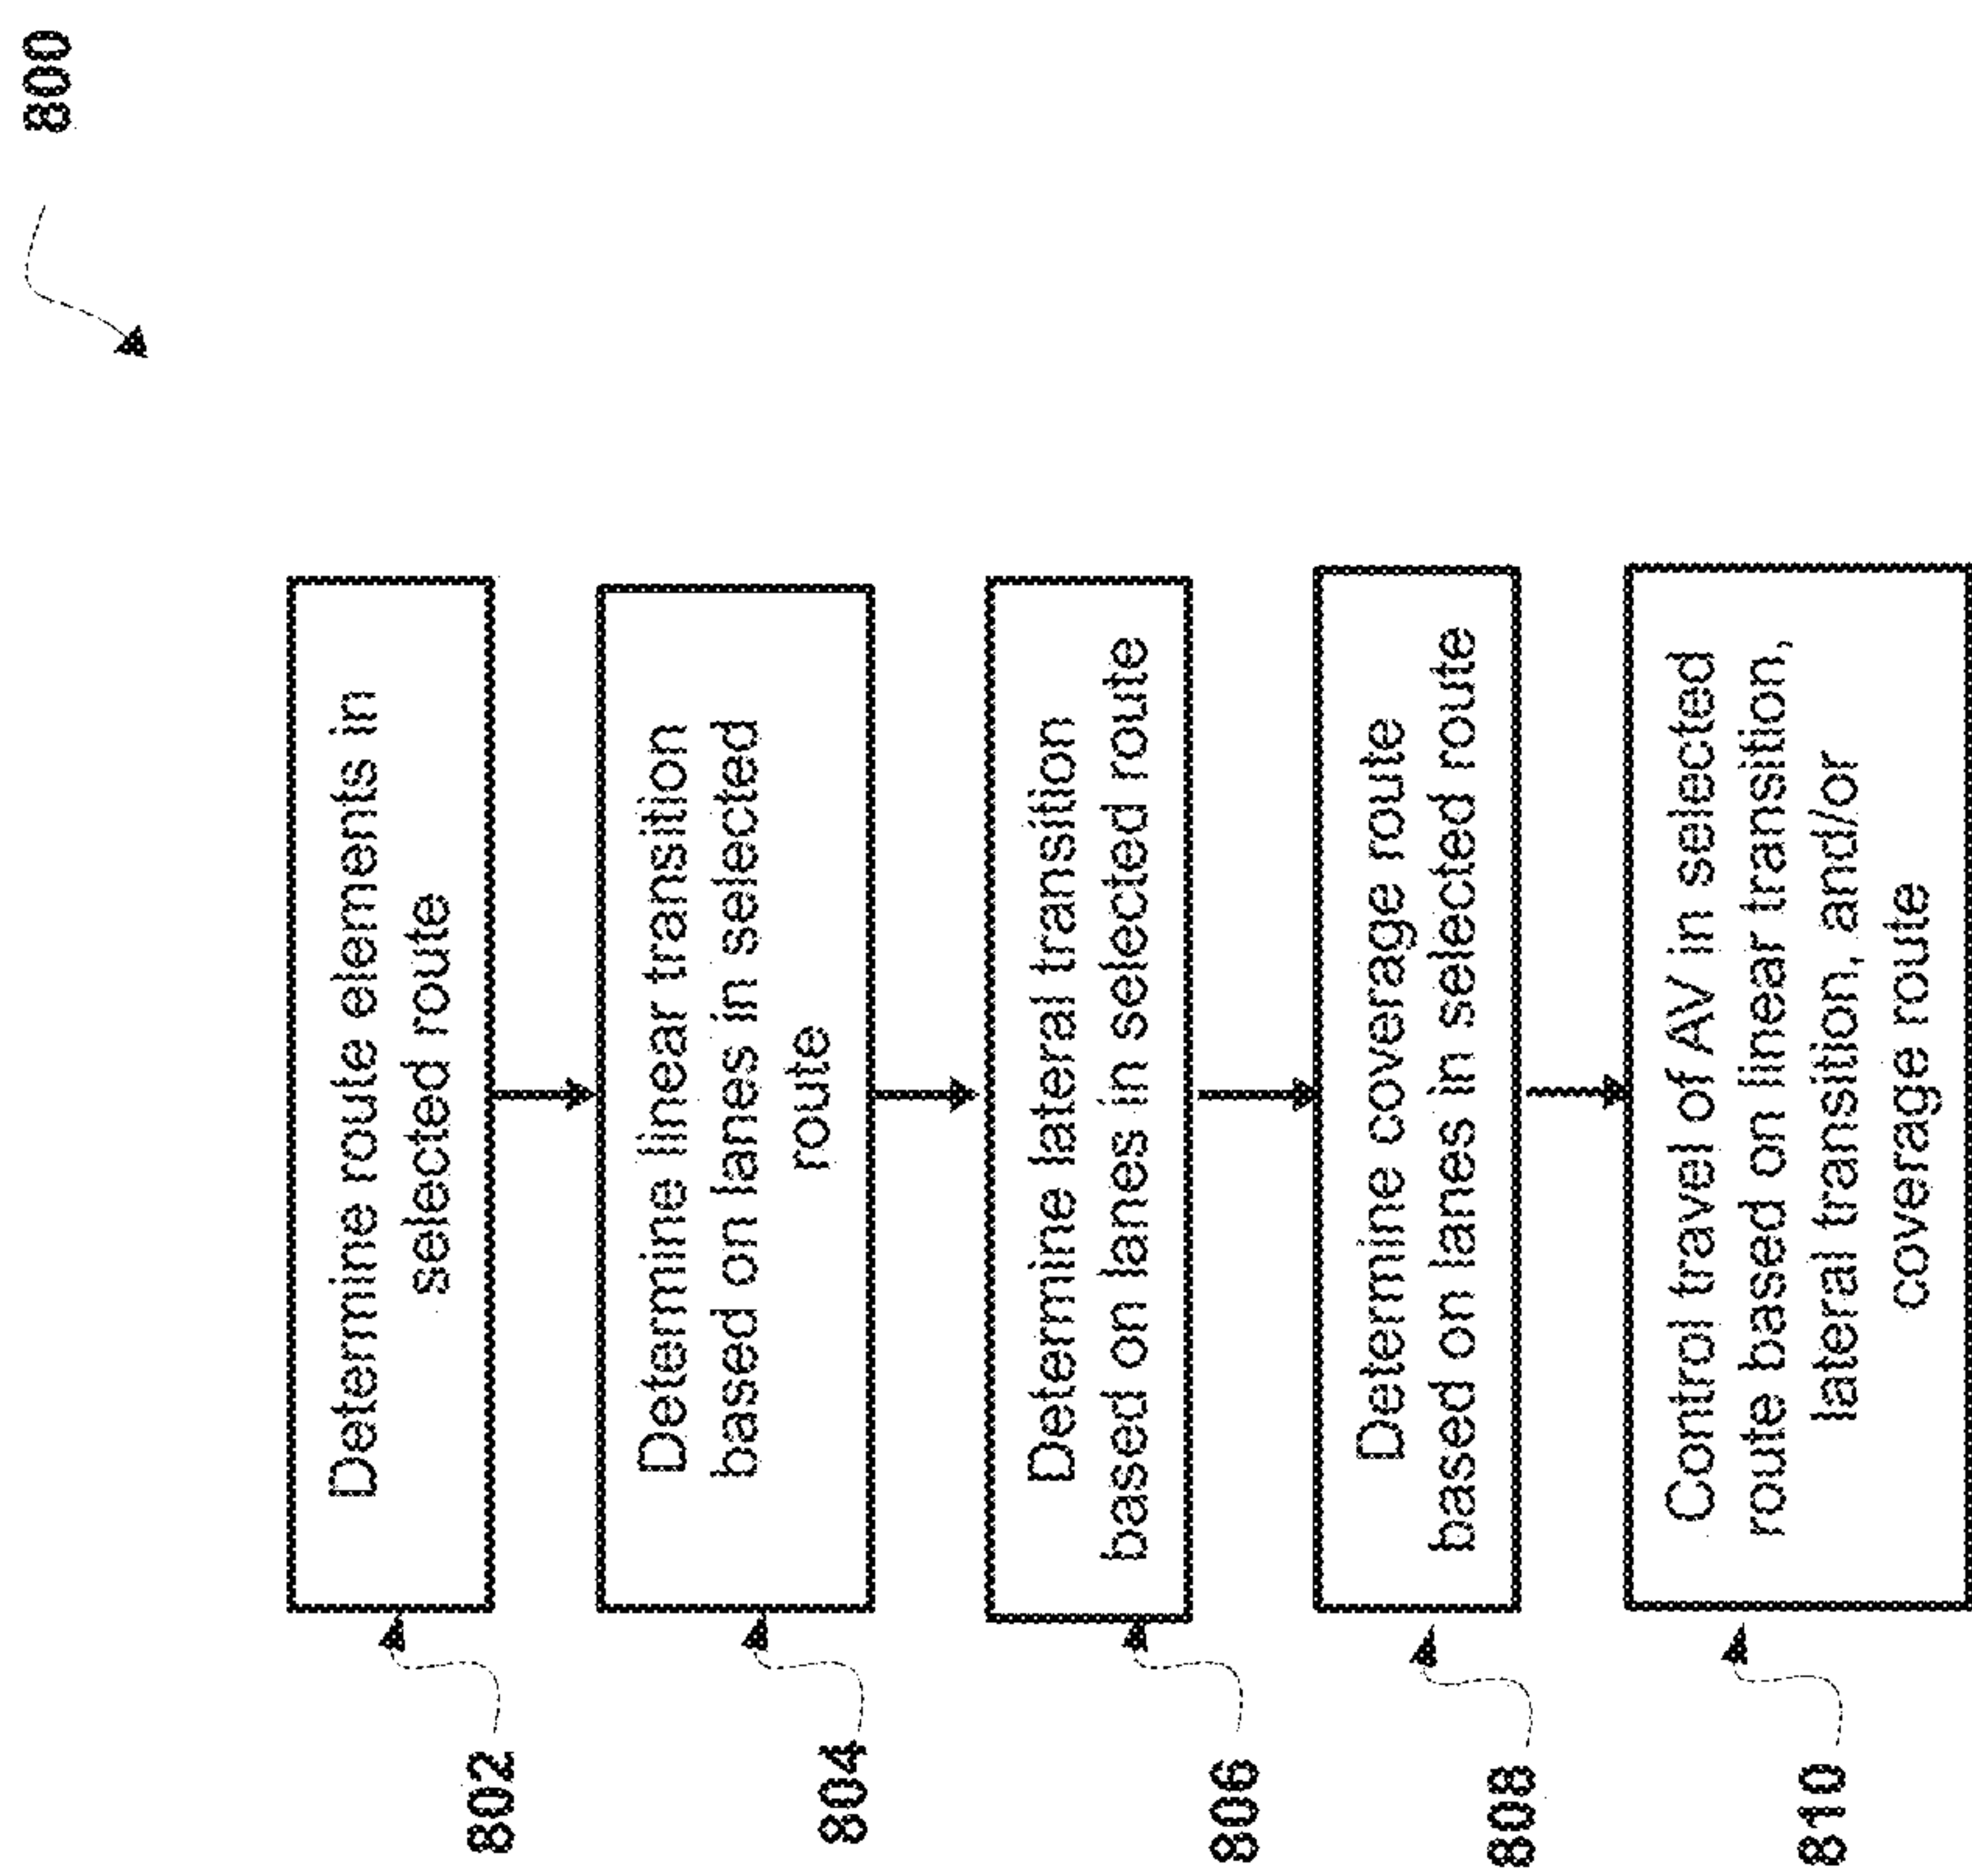 800
802
Determine route elements in
selected route
804
Determine linear transition
based on lanes in selected
route
806
Determine lateral transition
based on lanes in selected route
808
Determine coverage route
based on lanes in selected route
810
Control travel of AV in selected
route based on linear transition,
lateral transition, and/or
coverage route